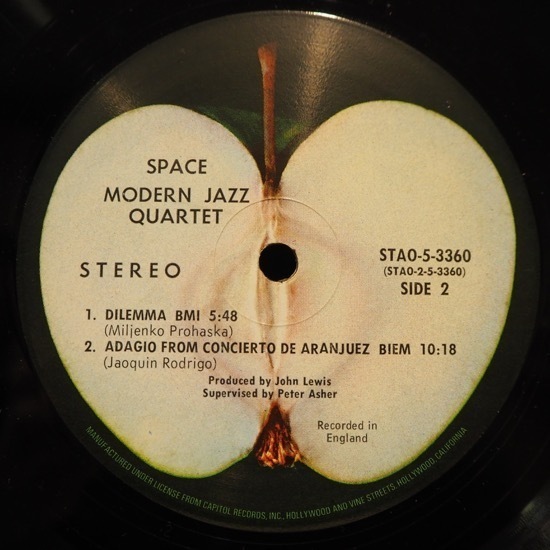 SPACE
MODERN JAZZ
QUARTET
STEREO
STAO-5-3360
(STAO-2-5-3360)
SIDE 2
1. DILEMMA BMI 5:48
(Miljenko Prohaska)
2. ADAGIO FROM CONCIERTO DE ARANJUEZ BIEM 10:18
(Jaoquin Rodrigo)
Produced by John Lewis
Supervised by Peter Asher
Recorded in
England
MANUFACTURED UNDER LICENSE FROM CAPITOL RECORDS, INC., HOLLYWOOD AND VINE STREETS, HOLLYWOOD, CALIFORNIA